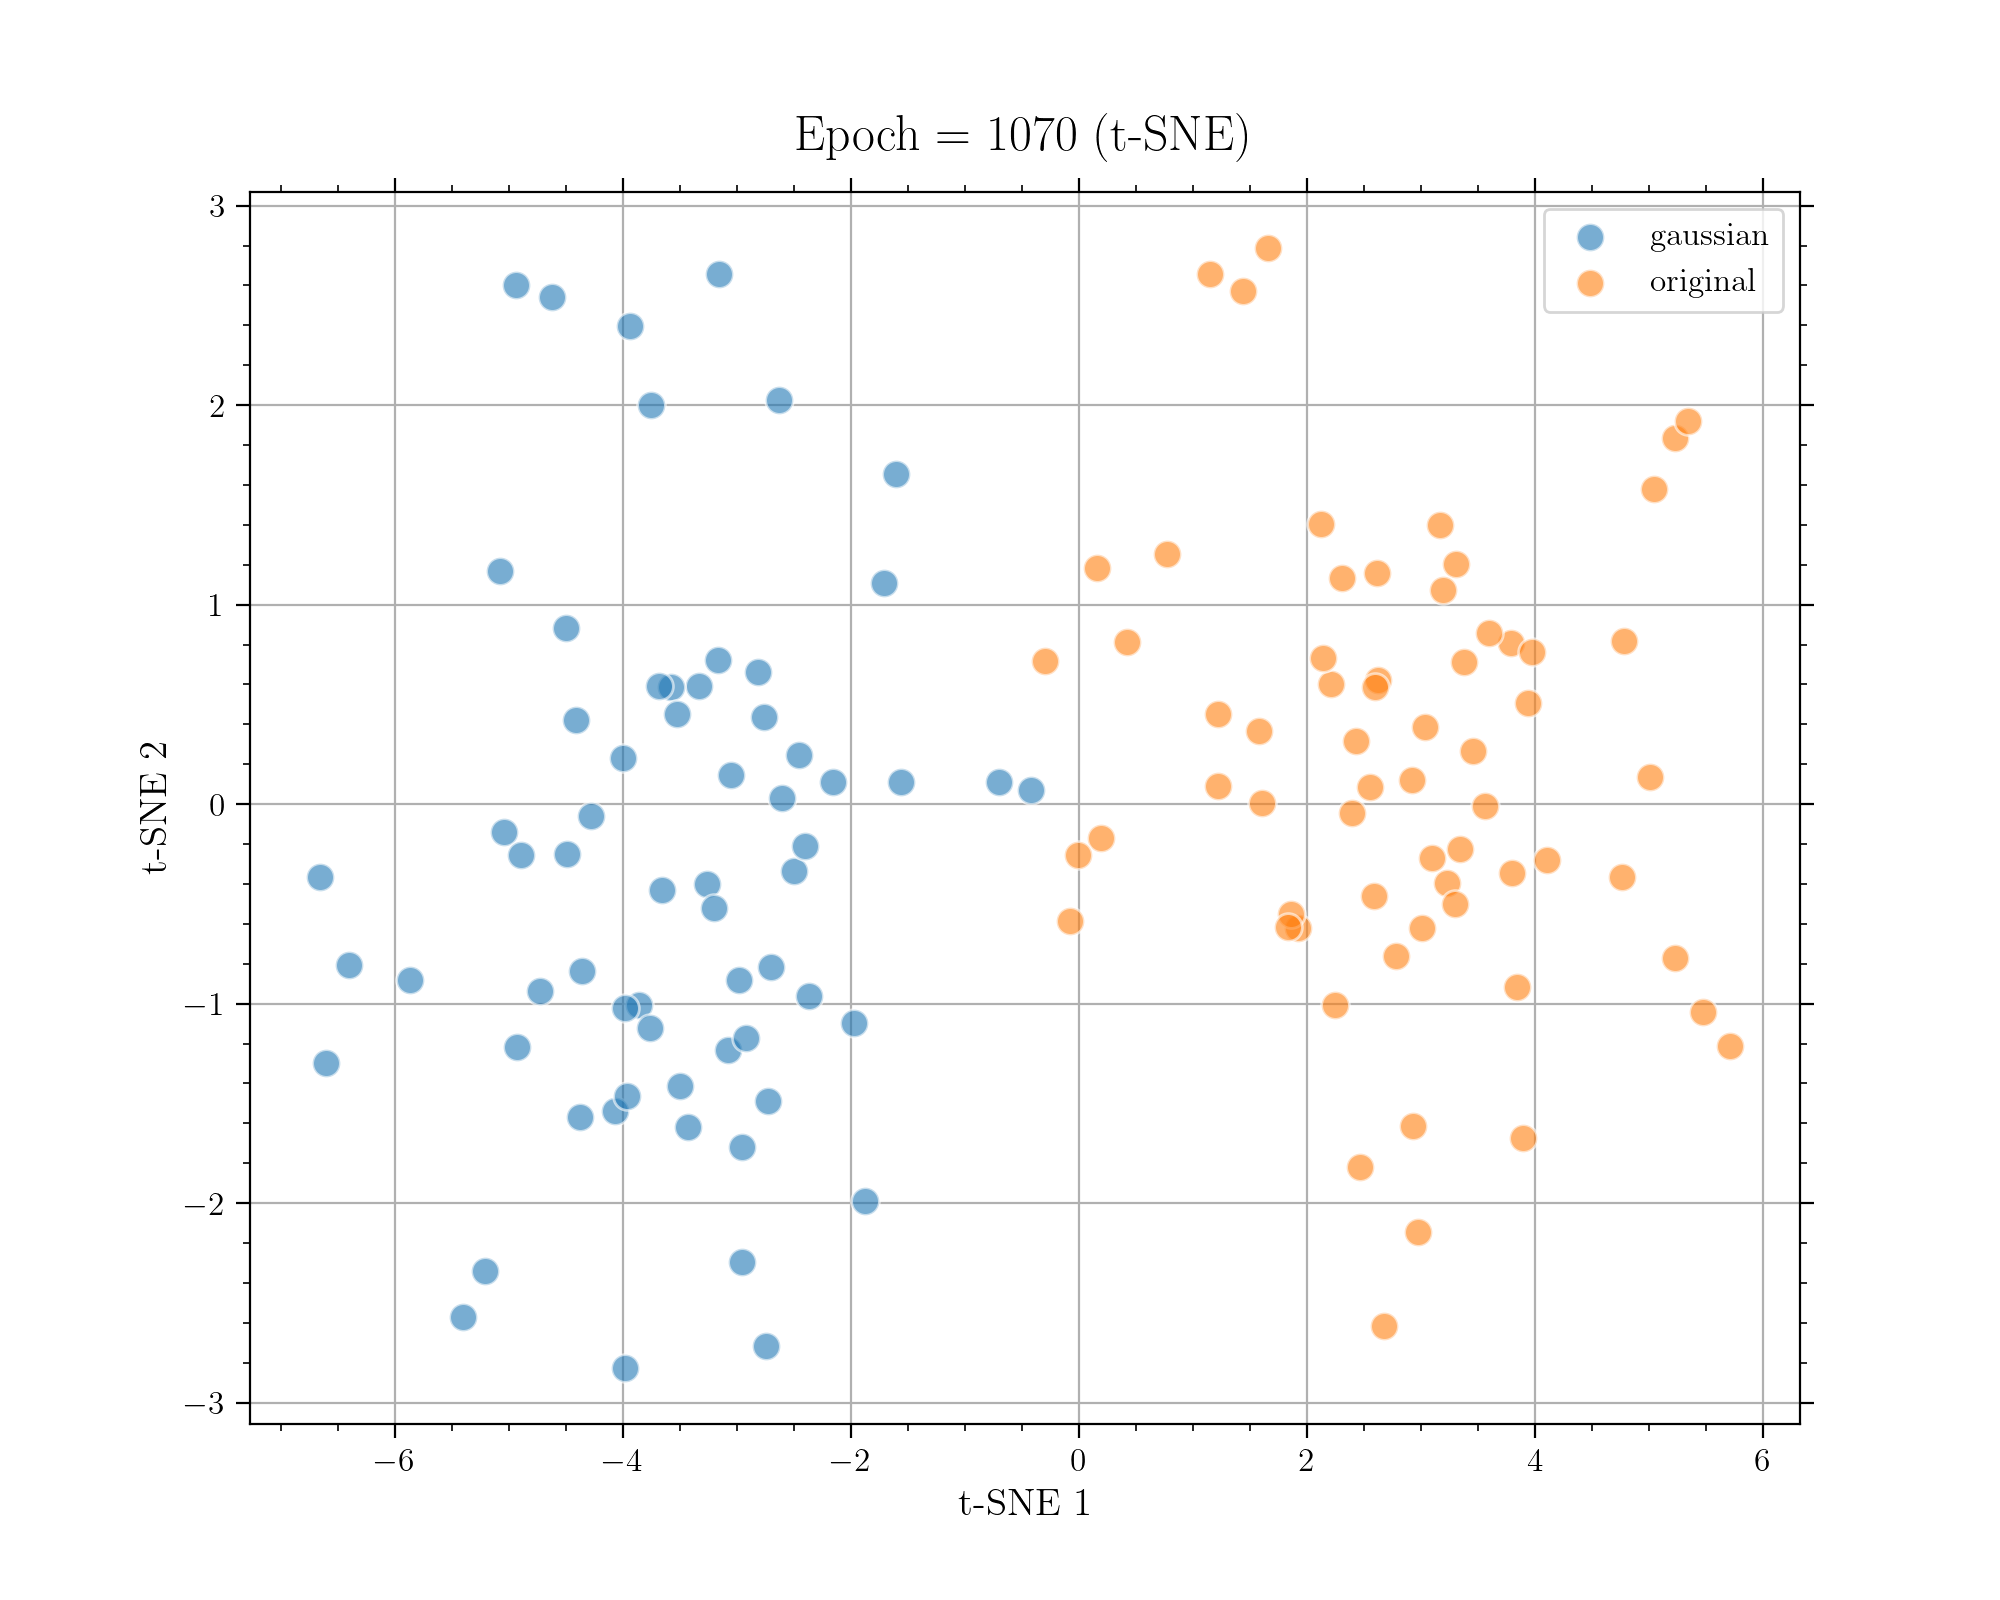 Epoch = 1070 (t-SNE)
gaussian
original
3
2
1
0
−1
−2
−3
t-SNE 2
−6 −4 −2 0 2 4 6
t-SNE 1